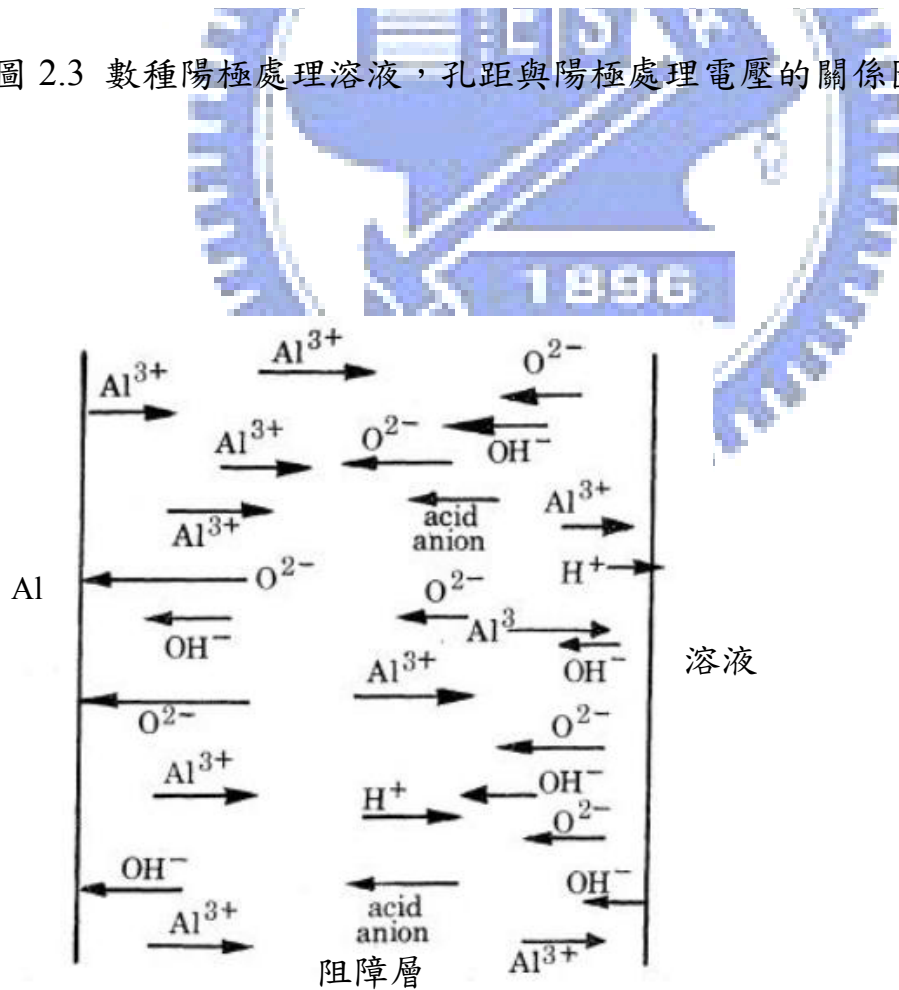 圖 2.3 數種陽極處理溶液，孔距與陽極處理電壓的關係
1896
Al³⁺
Al³⁺
O²⁻
Al³⁺
O²⁻
OH⁻
Al³⁺
acid
anion
Al³⁺
Al
O²⁻
O²⁻
H⁺
OH⁻
Al³
OH⁻
溶液
Al³⁺
O²⁻
O²⁻
Al³⁺
H⁺
OH⁻
O²⁻
OH⁻
acid
anion
OH⁻
Al³⁺
阻障層
Al³⁺